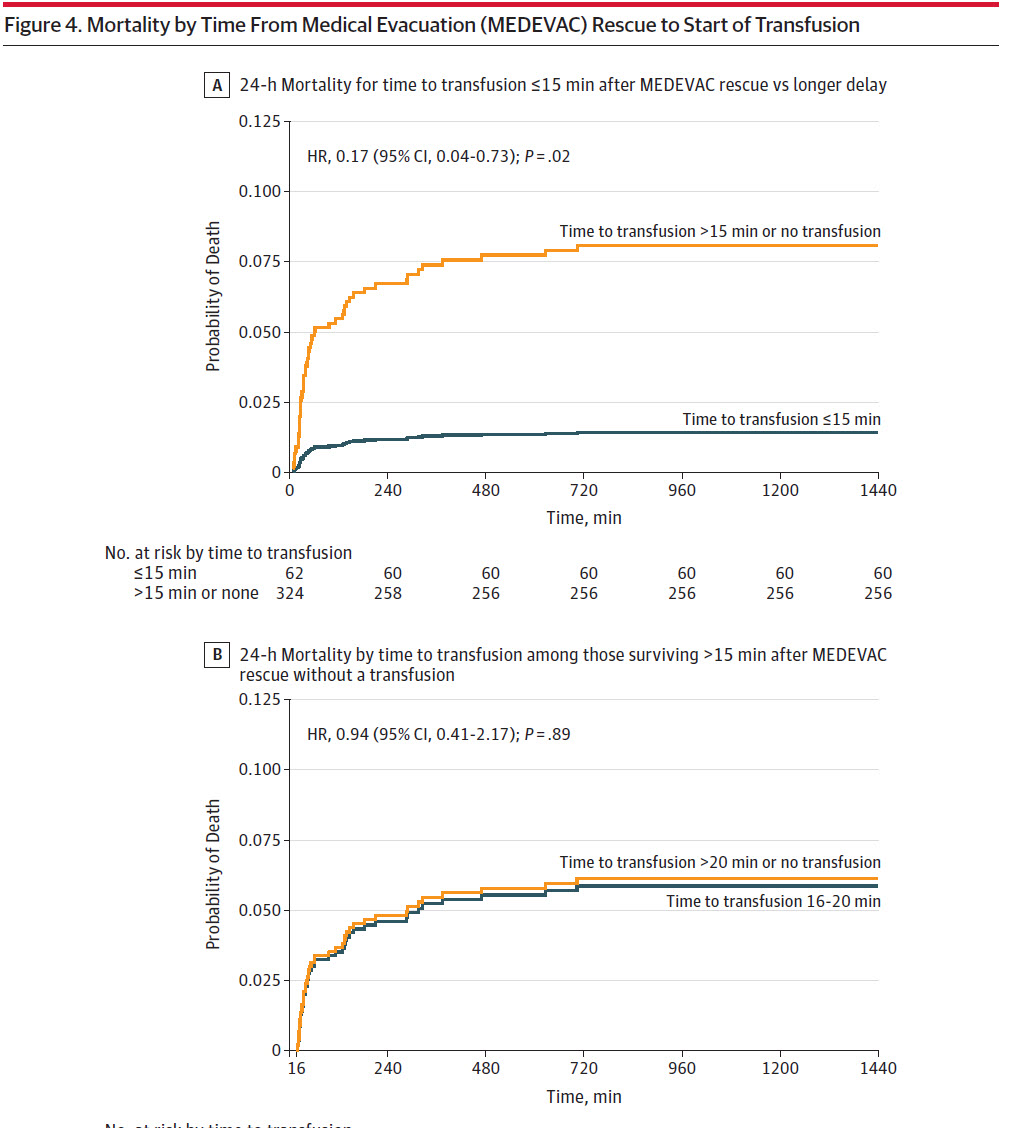 Figure 4. Mortality by Time From Medical Evacuation (MEDEVAC) Rescue to Start of Transfusion
A 24-h Mortality for time to transfusion ≤15 min after MEDEVAC rescue vs longer delay
0.125
HR, 0.17 (95% CI, 0.04-0.73); P = .02
0.100
Time to transfusion >15 min or no transfusion
0.075
Probability of Death
0.050
0.025
Time to transfusion ≤15 min
0
0 240 480 720 960 1200 1440
Time, min
No. at risk by time to transfusion
≤15 min 62 60 60 60 60 60 60
>15 min or none 324 258 256 256 256 256 256
B 24-h Mortality by time to transfusion among those surviving >15 min after MEDEVAC
rescue without a transfusion
0.125
HR, 0.94 (95% CI, 0.41-2.17); P = .89
0.100
0.075
Time to transfusion >20 min or no transfusion
Time to transfusion 16-20 min
Probability of Death
0.050
0.025
0
16 240 480 720 960 1200 1440
Time, min
No. at risk by time to transfusion